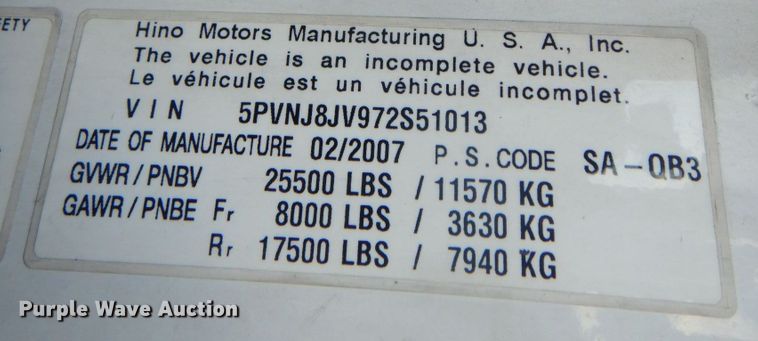 FETY
Hino Motors Manufacturing U. S. A., Inc.
The vehicle is an incomplete vehicle.
Le véhicule est un véhicule incomplet.
VIN 5PVNJ8JV972S51013
DATE OF MANUFACTURE 02/2007 P.S.CODE SA-QB3
GVWR/PNBV 25500 LBS / 11570 KG
GAWR/PNBE Fr 8000 LBS / 3630 KG
Rr 17500 LBS / 7940 KG
Purple Wave Auction